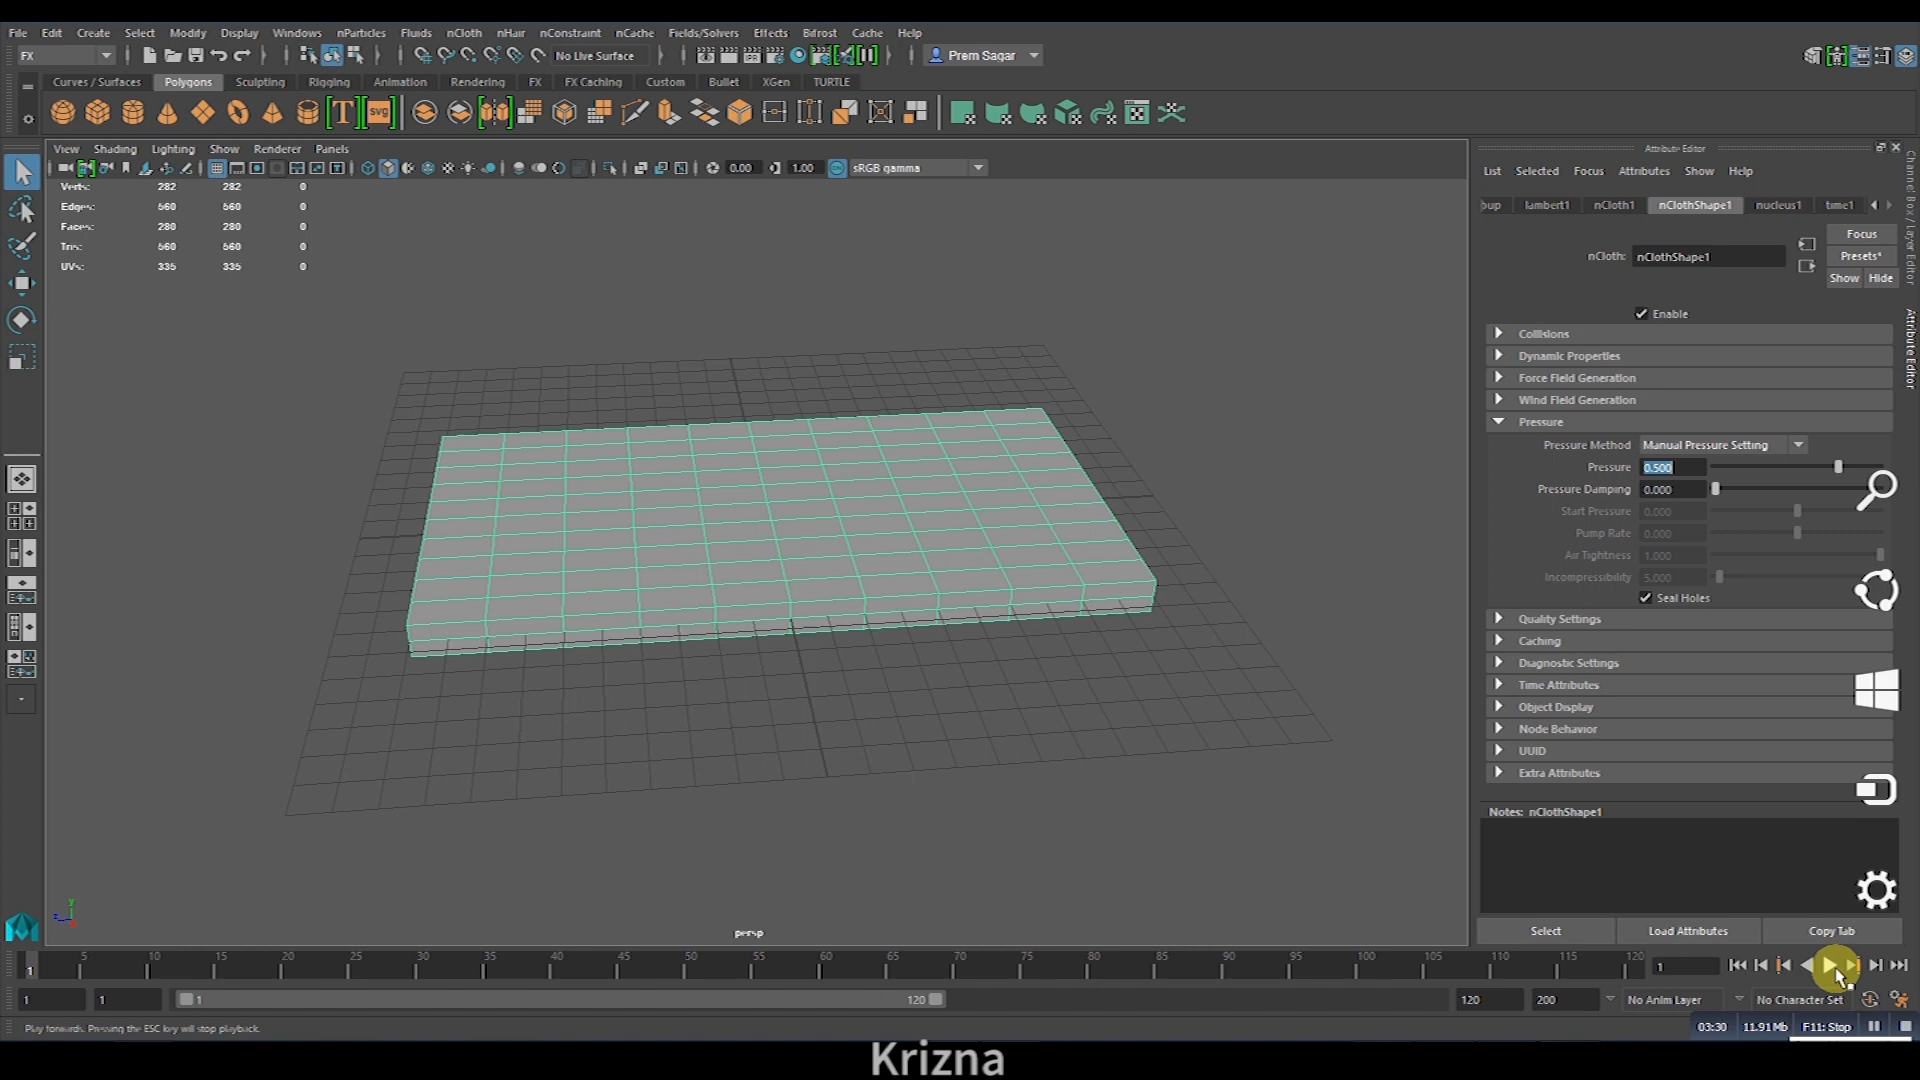 File Edit Create Select Modify Display Windows nParticles Fluids nCloth nHair nConstraint nCache Fields/Solvers Effects Bifrost Cache Help
FX No Live Surface Prem Sagar
Curves / Surfaces Polygons Sculpting Rigging Animation Rendering FX FX Caching Custom Bullet XGen TURTLE
T svg
View Shading Lighting Show Renderer Panels
0.00 1.00 sRGB gamma
Verts: 282 282 0
Edges: 560 560 0
Faces: 280 280 0
Tris: 560 560 0
UVs: 335 335 0
persp
Attribute Editor
List Selected Focus Attributes Show Help
oup lambert1 nCloth1 nClothShape1 nucleus1 time1
Focus
nCloth: nClothShape1 Presets*
Show Hide
Enable
Collisions
Dynamic Properties
Force Field Generation
Wind Field Generation
Pressure
Pressure Method Manual Pressure Setting
Pressure 0.500
Pressure Damping 0.000
Start Pressure 0.000
Pump Rate 0.000
Air Tightness 1.000
Incompressibility 5.000
Seal Holes
Quality Settings
Caching
Diagnostic Settings
Time Attributes
Object Display
Node Behavior
UUID
Extra Attributes
Notes: nClothShape1
Select Load Attributes Copy Tab
Channel Box / Layer Editor
Attribute Editor
1 5 10 15 20 25 30 35 40 45 50 55 60 65 70 75 80 85 90 95 100 105 110 115 120 1
1 1 1 120 120 200 No Anim Layer No Character Set
Play forwards. Pressing the ESC key will stop playback.
03:30 11.91Mb F11: Stop
Krizna